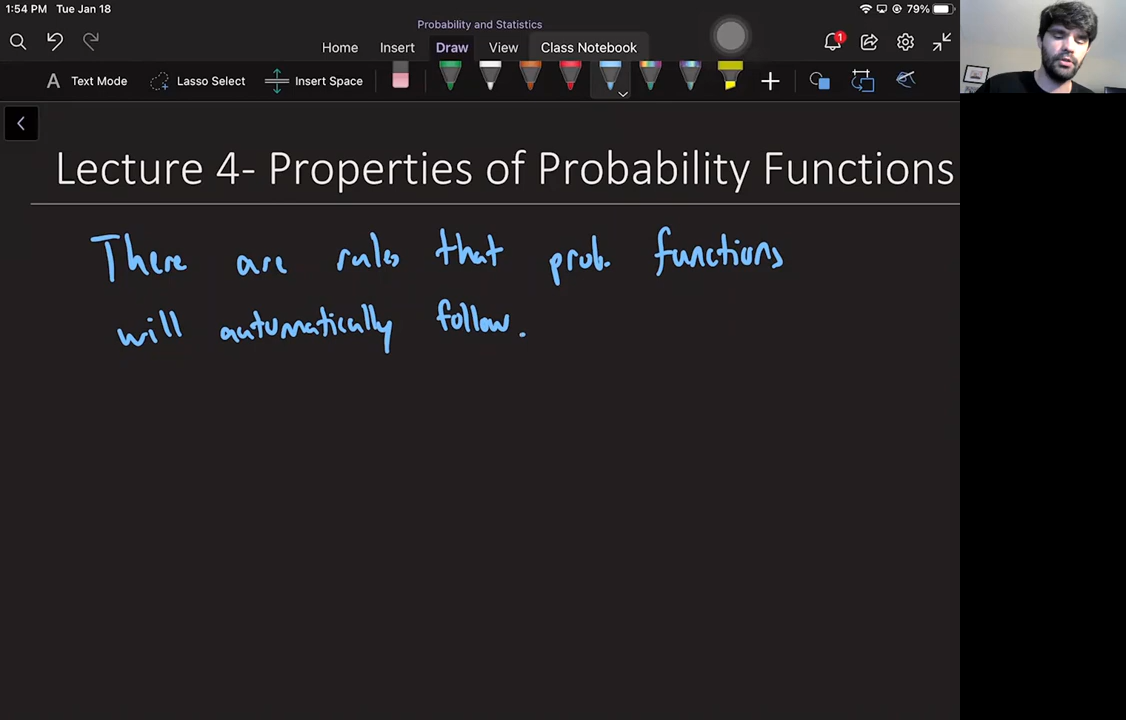 1:54 PM Tue Jan 18
79%
Probability and Statistics
Home Insert Draw View Class Notebook
1
A Text Mode Lasso Select Insert Space
Lecture 4- Properties of Probability Functions
There are rules that prob. functions
will automatically follow.